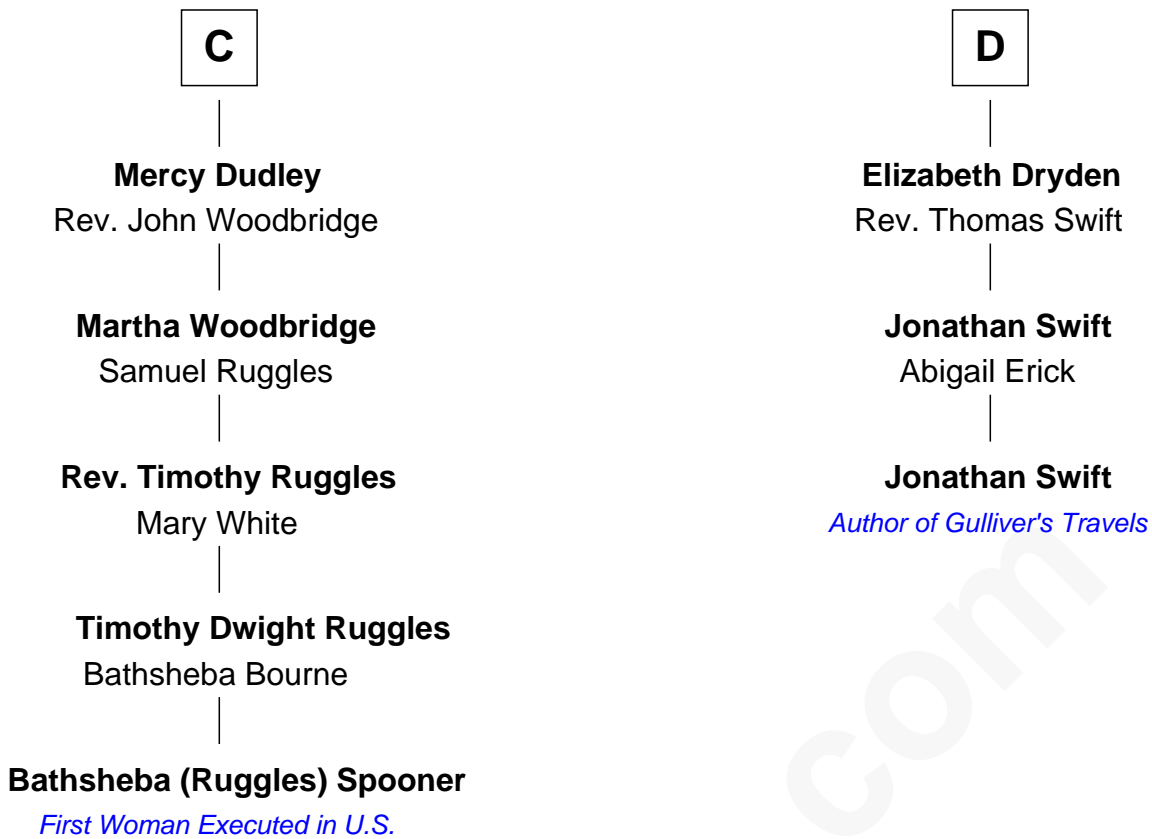 C
Mercy Dudley
Rev. John Woodbridge
Martha Woodbridge
Samuel Ruggles
Rev. Timothy Ruggles
Mary White
Timothy Dwight Ruggles
Bathsheba Bourne
Bathsheba (Ruggles) Spooner
First Woman Executed in U.S.
D
Elizabeth Dryden
Rev. Thomas Swift
Jonathan Swift
Abigail Erick
Jonathan Swift
Author of Gulliver's Travels
com